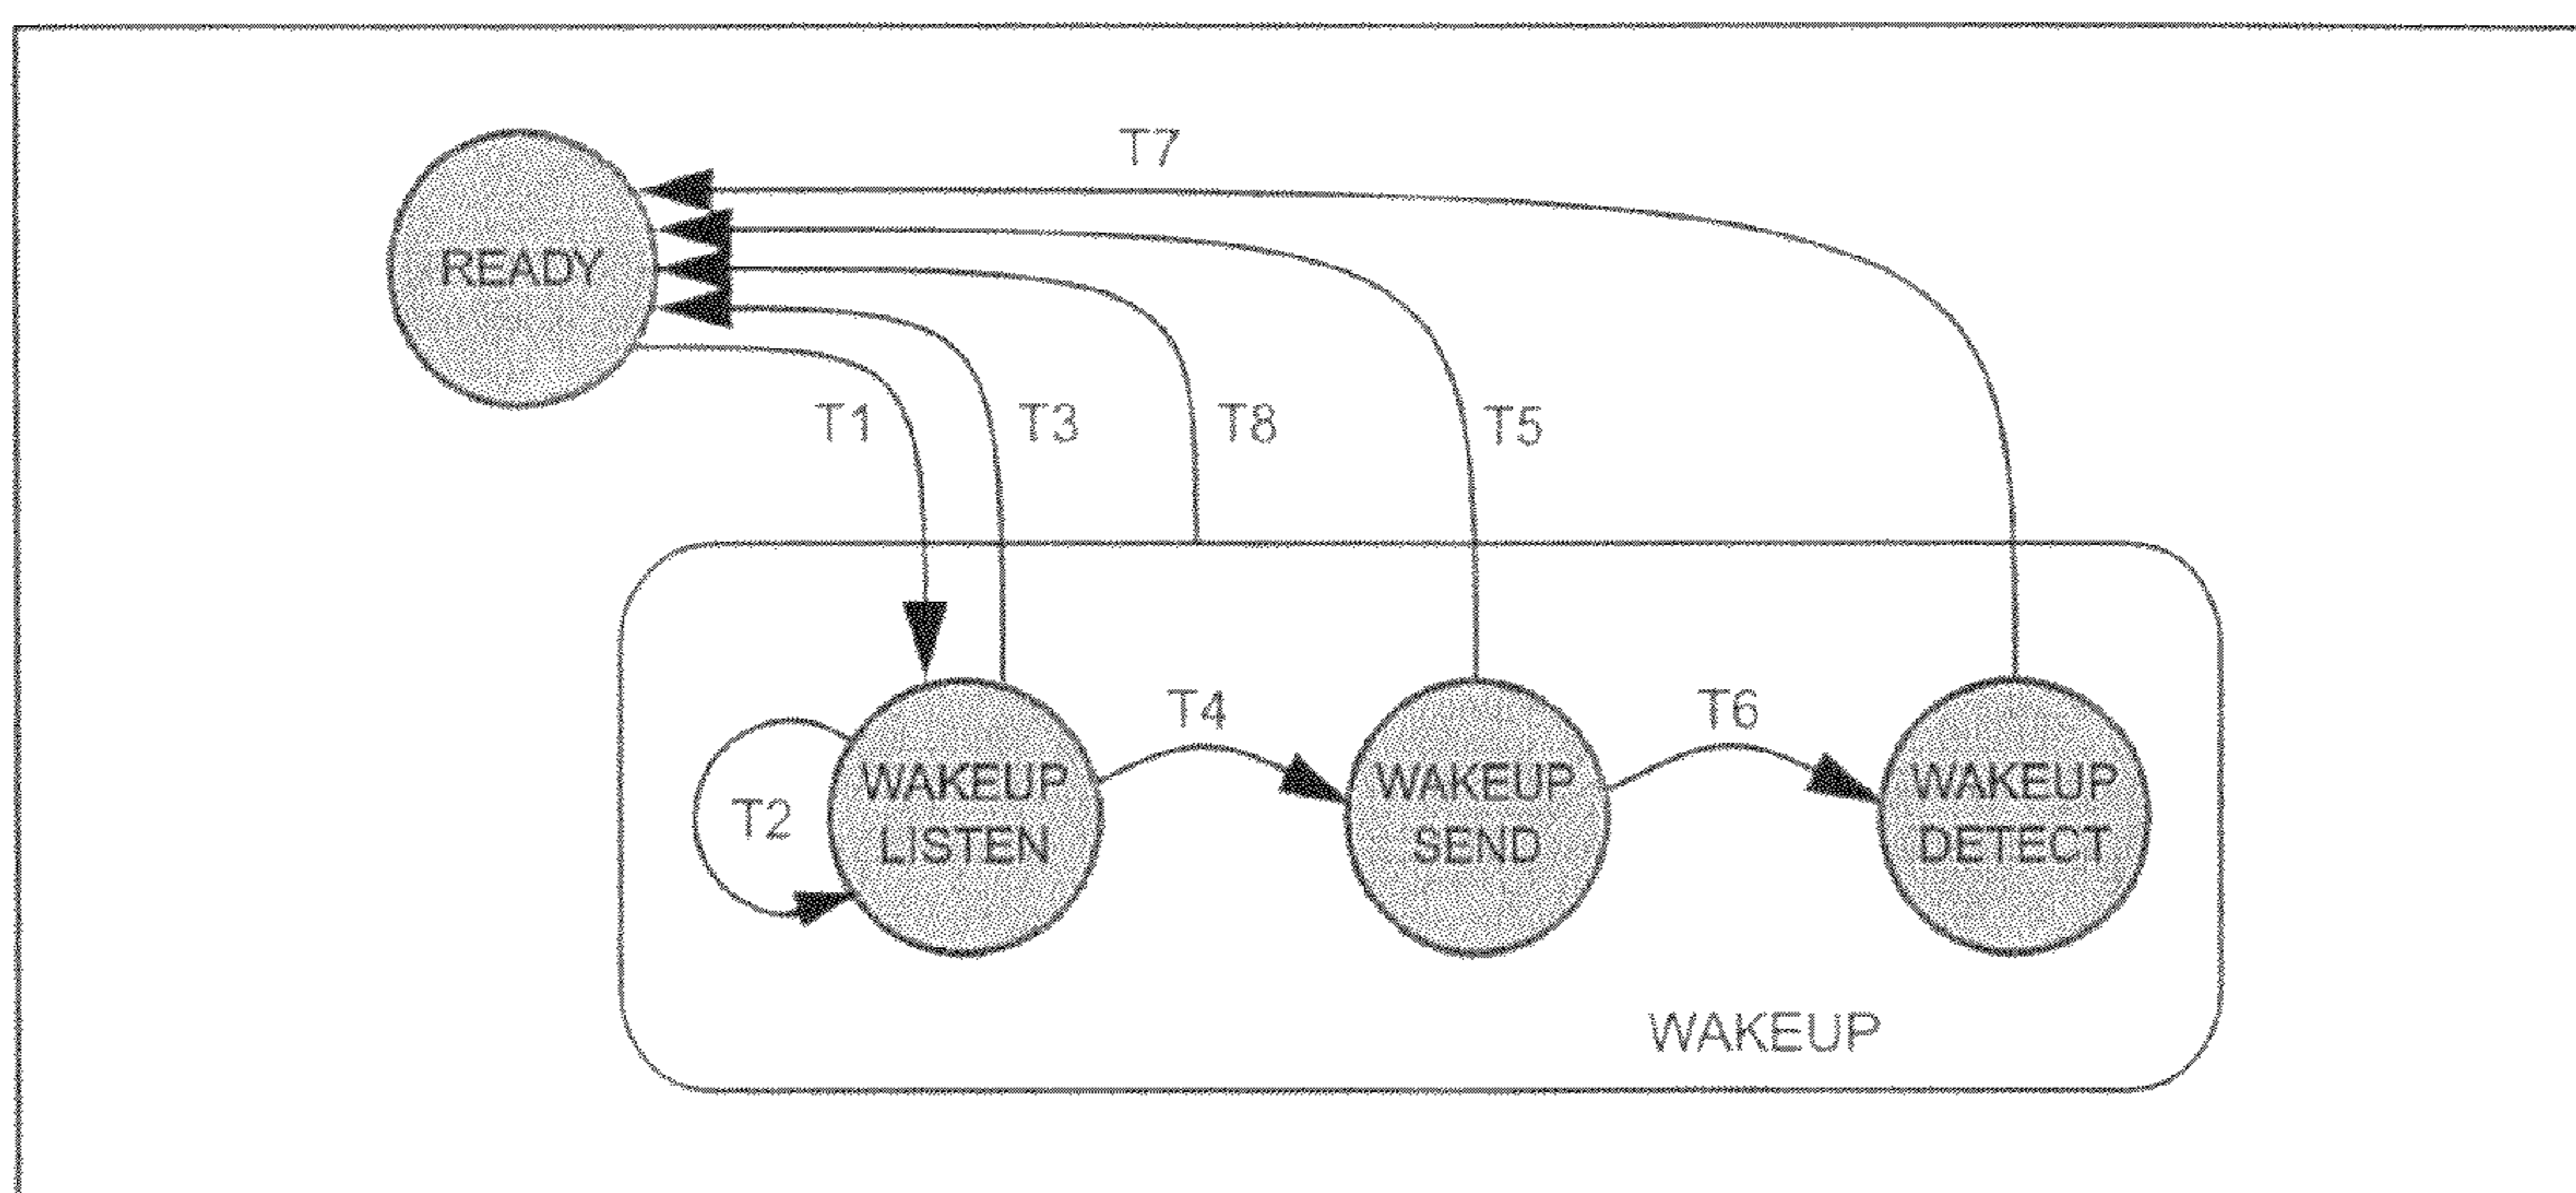 T7
READY
T1
T3
T8
T5
T4
T6
T2
WAKEUP
LISTEN
WAKEUP
SEND
WAKEUP
DETECT
WAKEUP